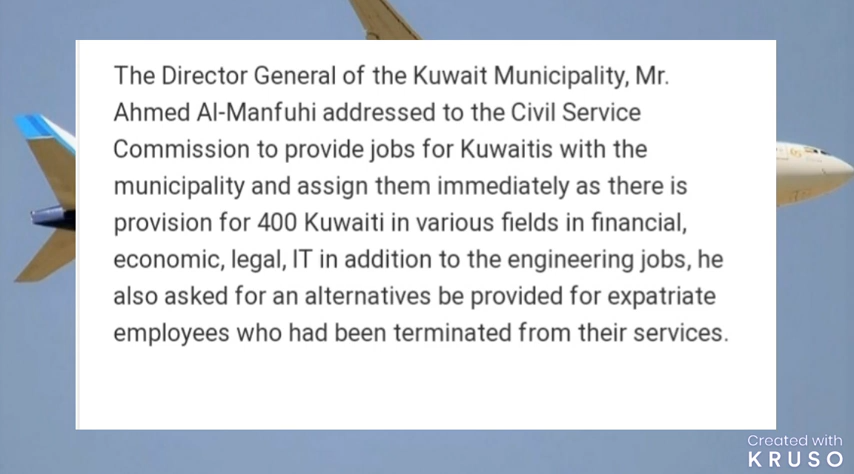 The Director General of the Kuwait Municipality, Mr.
Ahmed Al-Manfuhi addressed to the Civil Service
Commission to provide jobs for Kuwaitis with the
municipality and assign them immediately as there is
provision for 400 Kuwaiti in various fields in financial,
economic, legal, IT in addition to the engineering jobs, he
also asked for an alternatives be provided for expatriate
employees who had been terminated from their services.
Created with
KRUSO